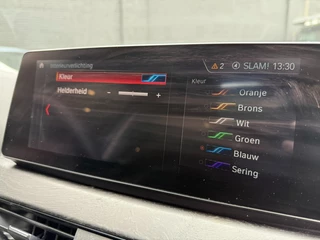 2 SLAM! 13:30
Kleur
Kleur
Helderheid - +
Oranje
Brons
Wit
Groen
Blauw
Sering